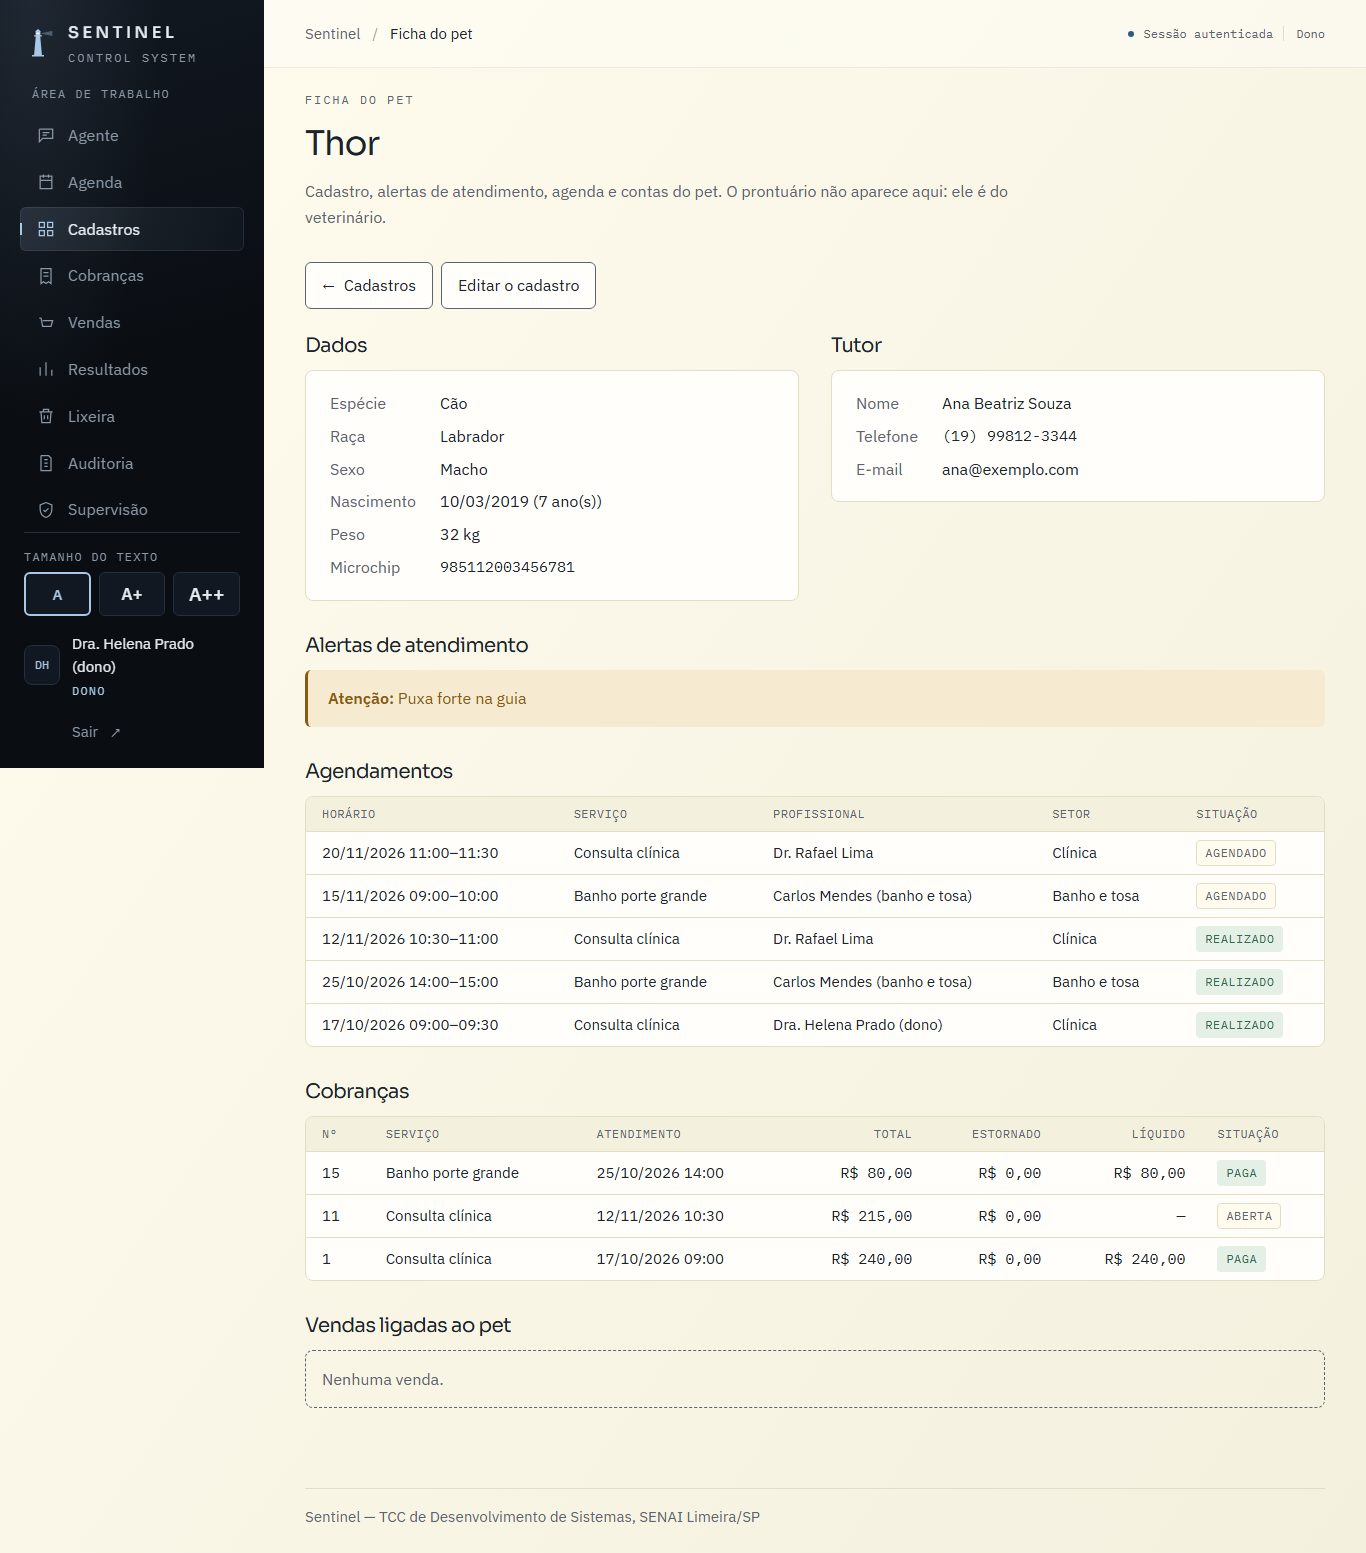 SENTINEL
CONTROL SYSTEM
ÁREA DE TRABALHO
Agente
Agenda
Cadastros
Cobranças
Vendas
Resultados
Lixeira
Auditoria
Supervisão
TAMANHO DO TEXTO
A A+ A++
DH
Dra. Helena Prado
(dono)
DONO
Sair ↗
Sentinel / Ficha do pet
Sessão autenticada Dono
FICHA DO PET
Thor
Cadastro, alertas de atendimento, agenda e contas do pet. O prontuário não aparece aqui: ele é do
veterinário.
← Cadastros Editar o cadastro
Dados
Espécie Cão
Raça Labrador
Sexo Macho
Nascimento 10/03/2019 (7 ano(s))
Peso 32 kg
Microchip 985112003456781
Tutor
Nome Ana Beatriz Souza
Telefone (19) 99812-3344
E-mail ana@exemplo.com
Alertas de atendimento
Atenção: Puxa forte na guia
Agendamentos
HORÁRIO SERVIÇO PROFISSIONAL SETOR SITUAÇÃO
20/11/2026 11:00–11:30 Consulta clínica Dr. Rafael Lima Clínica AGENDADO
15/11/2026 09:00–10:00 Banho porte grande Carlos Mendes (banho e tosa) Banho e tosa AGENDADO
12/11/2026 10:30–11:00 Consulta clínica Dr. Rafael Lima Clínica REALIZADO
25/10/2026 14:00–15:00 Banho porte grande Carlos Mendes (banho e tosa) Banho e tosa REALIZADO
17/10/2026 09:00–09:30 Consulta clínica Dra. Helena Prado (dono) Clínica REALIZADO
Cobranças
Nº SERVIÇO ATENDIMENTO TOTAL ESTORNADO LÍQUIDO SITUAÇÃO
15 Banho porte grande 25/10/2026 14:00 R$ 80,00 R$ 0,00 R$ 80,00 PAGA
11 Consulta clínica 12/11/2026 10:30 R$ 215,00 R$ 0,00 — ABERTA
1 Consulta clínica 17/10/2026 09:00 R$ 240,00 R$ 0,00 R$ 240,00 PAGA
Vendas ligadas ao pet
Nenhuma venda.
Sentinel — TCC de Desenvolvimento de Sistemas, SENAI Limeira/SP